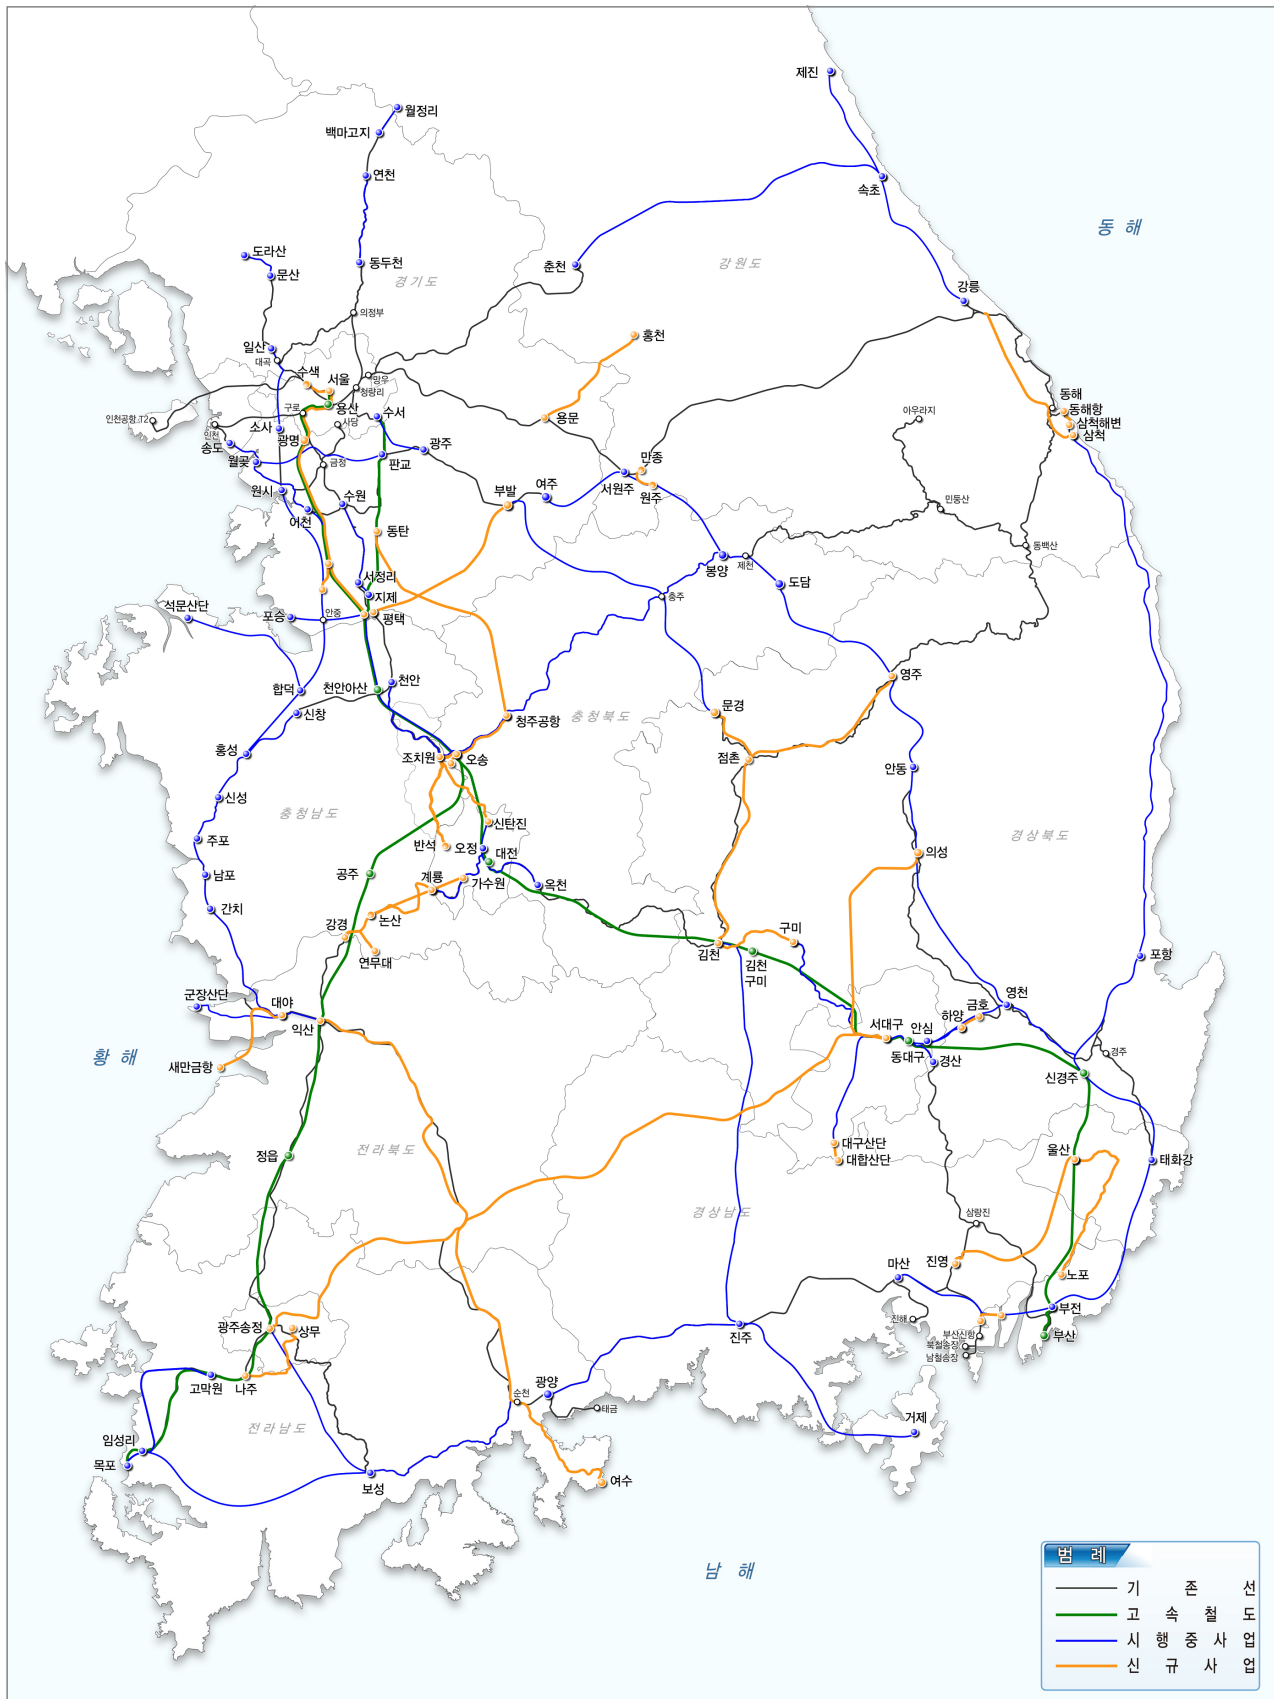 제진
월정리
백마고지
연천
속초
동해
도라산
동두천
춘천
강원도
문산
경기도
강릉
의정부
홍천
일산
대곡
수색
서울
망우
청량리
동해
인천공항.T2
구로
용산
수서
용문
아우라지
동해항
인천
소사
사당
삼척해변
송도
광명
광주
삼척
월곶
금정
판교
만종
원시
수원
부발
여주
서원주
원주
민둥산
어천
동탄
동백산
서정리
봉양
제천
도담
석문산단
지제
충주
포승
안중
평택
영주
합덕
천안아산
천안
신창
청주공항
충청북도
문경
홍성
조치원
오송
점촌
안동
신성
충청남도
신탄진
경상북도
주포
반석
오정
대전
의성
남포
공주
계룡
가수원
옥천
간치
강경
논산
구미
연무대
김천
김천
구미
포항
군장산단
대야
영천
익산
서대구
안심
하양
금호
황해
새만금항
동대구
경산
경주
신경주
정읍
전라북도
대구산단
대합산단
울산
태화강
경상남도
삼랑진
마산
진영
노포
부전
광주송정
상무
진주
진해
부산신항
북철송장
남철송장
부산
고막원
나주
광양
순천
태금
전라남도
거제
임성리
목포
보성
여수
남해
범례
기존선
고속철도
시행중사업
신규사업